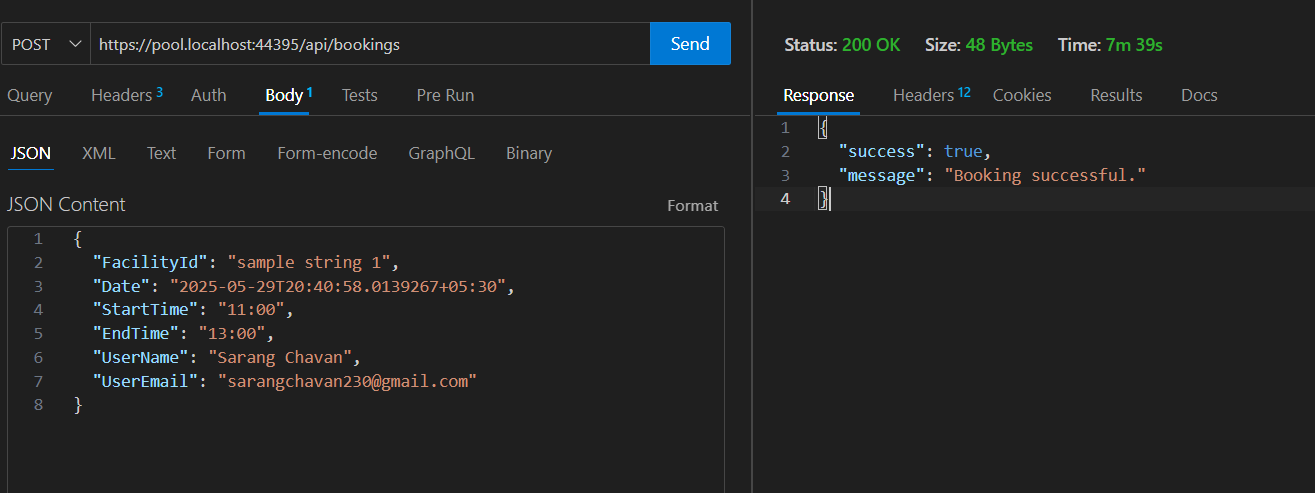 POST https://pool.localhost:44395/api/bookings Send
Query Headers 3 Auth Body 1 Tests Pre Run
JSON XML Text Form Form-encode GraphQL Binary
JSON Content Format
1 {
2 "FacilityId": "sample string 1",
3 "Date": "2025-05-29T20:40:58.0139267+05:30",
4 "StartTime": "11:00",
5 "EndTime": "13:00",
6 "UserName": "Sarang Chavan",
7 "UserEmail": "sarangchavan230@gmail.com"
8 }
Status: 200 OK Size: 48 Bytes Time: 7m 39s
Response Headers 12 Cookies Results Docs
1 {
2 "success": true,
3 "message": "Booking successful."
4 }